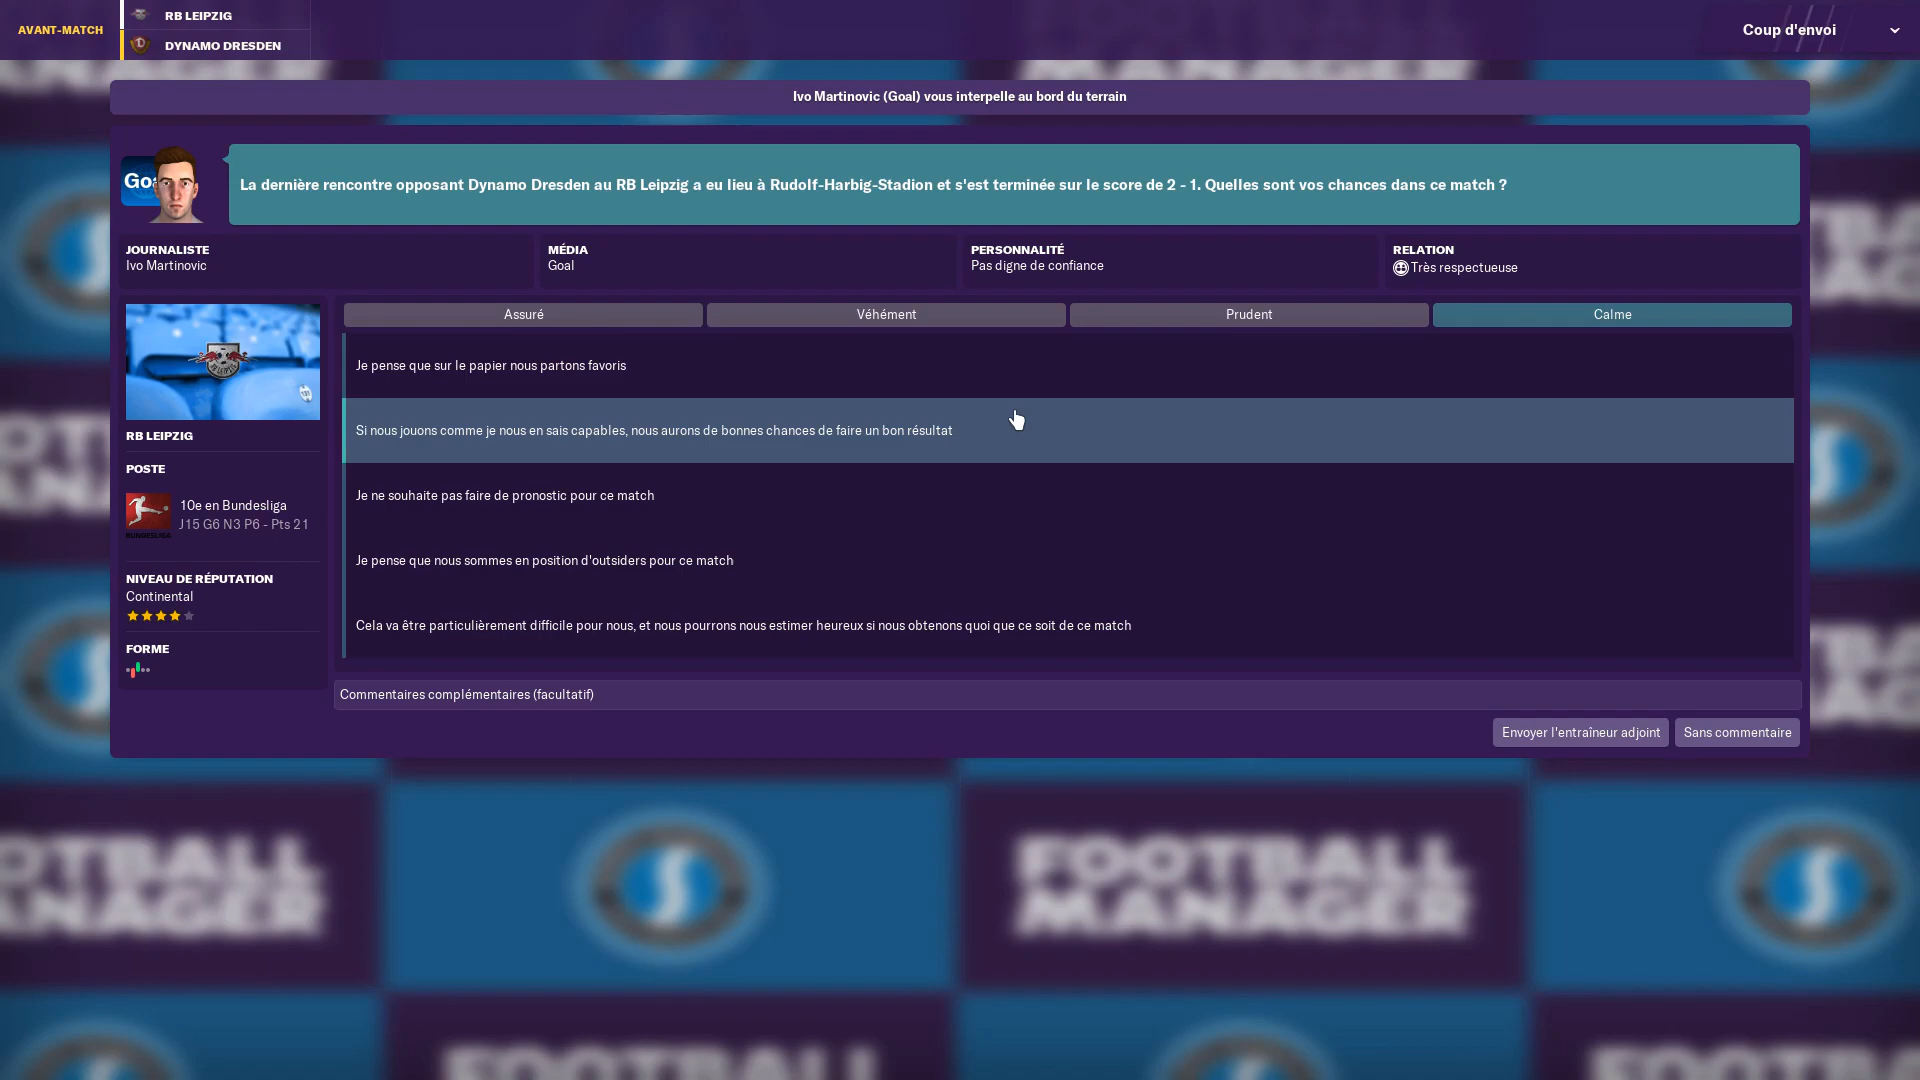 AVANT-MATCH
RB LEIPZIG
DYNAMO DRESDEN
Coup d'envoi
Ivo Martinovic (Goal) vous interpelle au bord du terrain
La dernière rencontre opposant Dynamo Dresden au RB Leipzig a eu lieu à Rudolf-Harbig-Stadion et s'est terminée sur le score de 2 - 1. Quelles sont vos chances dans ce match ?
JOURNALISTE
Ivo Martinovic
MÉDIA
Goal
PERSONNALITÉ
Pas digne de confiance
RELATION
Très respectueuse
Assuré
Véhément
Prudent
Calme
Je pense que sur le papier nous partons favoris
Si nous jouons comme je nous en sais capables, nous aurons de bonnes chances de faire un bon résultat
Je ne souhaite pas faire de pronostic pour ce match
Je pense que nous sommes en position d'outsiders pour ce match
Cela va être particulièrement difficile pour nous, et nous pourrons nous estimer heureux si nous obtenons quoi que ce soit de ce match
RB LEIPZIG
POSTE
10e en Bundesliga
J15 G6 N3 P6 - Pts 21
BUNDESLIGA
NIVEAU DE RÉPUTATION
Continental
FORME
Commentaires complémentaires (facultatif)
Envoyer l'entraîneur adjoint
Sans commentaire
FOOTBALL
MANAGER